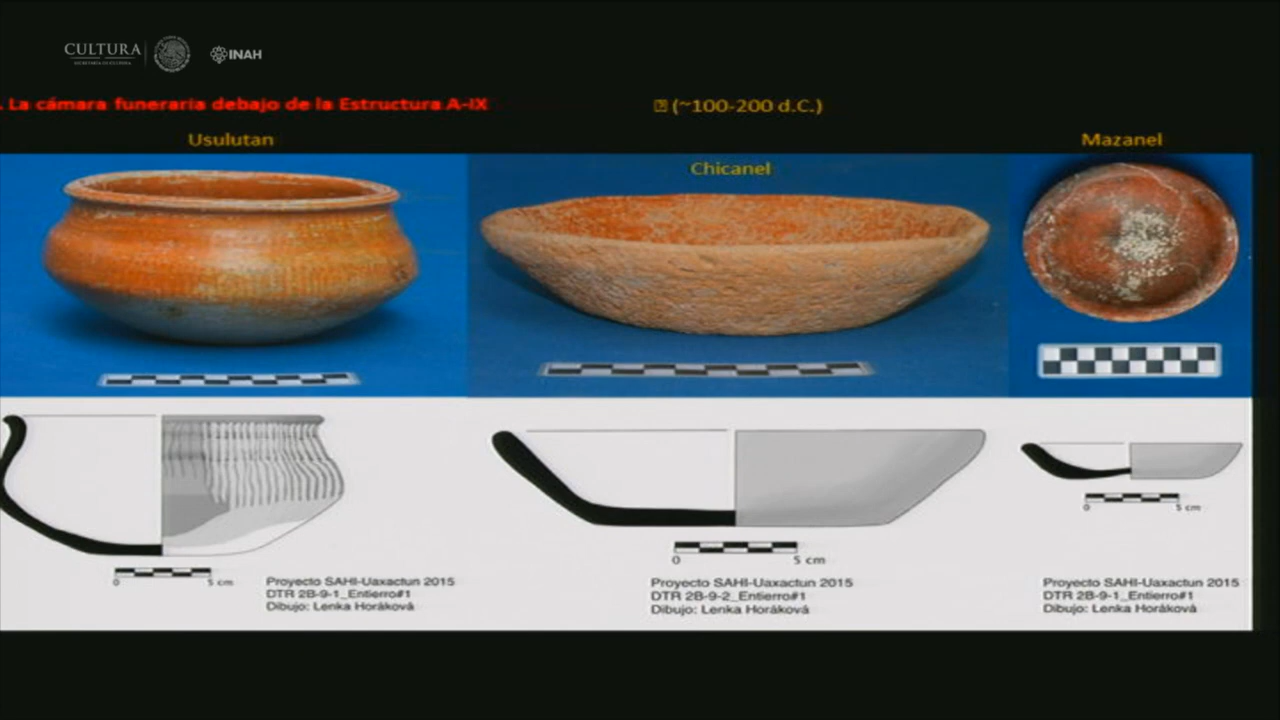 CULTURA
SECRETARÍA DE CULTURA
INAH
. La cámara funeraria debajo de la Estructura A-IX
(~100-200 d.C.)
Usulutan
Chicanel
Mazanel
0 5 cm
Proyecto SAHI-Uaxactun 2015
DTR 2B-9-1_Entierro#1
Dibujo: Lenka Horáková
0 5 cm
Proyecto SAHI-Uaxactun 2015
DTR 2B-9-2_Entierro#1
Dibujo: Lenka Horáková
0 5 cm
Proyecto SAHI-Uaxactun 2015
DTR 2B-9-1_Entierro#1
Dibujo: Lenka Horáková